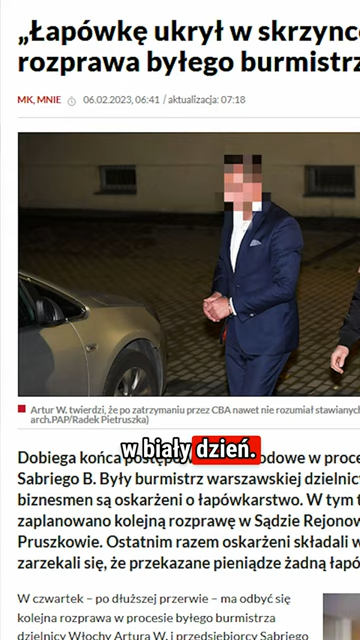 „Łapówkę ukrył w skrzync
rozprawa byłego burmistrz
MK, MNIE 06.02.2023, 06:41 / aktualizacja: 07:18
Artur W. twierdzi, że po zatrzymaniu przez CBA nawet nie rozumiał stawianych
arch.PAP/Radek Pietruszka)
w biały dzień.
Dobiega końca odowe w proce
Sabriego B. Były burmistrz warszawskiej dzielnic
biznesmen są oskarżeni o łapówkarstwo. W tym t
zaplanowano kolejną rozprawę w Sądzie Rejonow
Pruszkowie. Ostatnim razem oskarżeni składali w
zarzekali się, że przekazane pieniądze żadną łapó
W czwartek – po dłuższej przerwie – ma odbyć się
kolejna rozprawa w procesie byłego burmistrza
dzielnicy Włochy Artura W. i przedsiębiorcy Sabriego